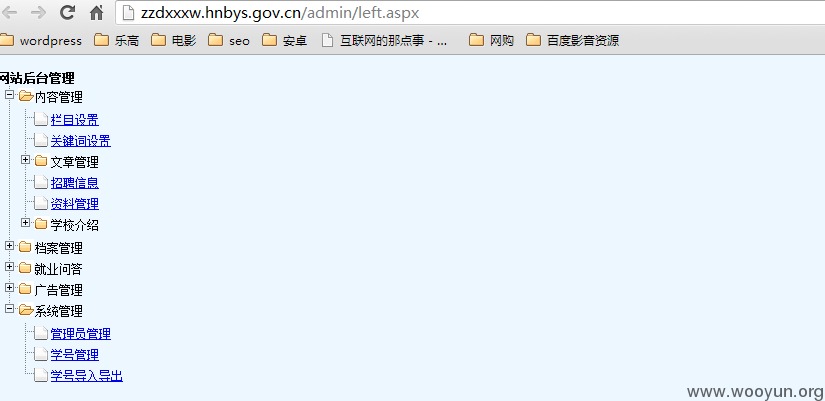 zzdxxxw.hnbys.gov.cn/admin/left.aspx
wordpress 乐高 电影 seo 安卓 互联网的那点事 - ... 网购 百度影音资源
网站后台管理
内容管理
栏目设置
关键词设置
文章管理
招聘信息
资料管理
学校介绍
档案管理
就业问答
广告管理
系统管理
管理员管理
学号管理
学号导入导出
www.wooyun.org